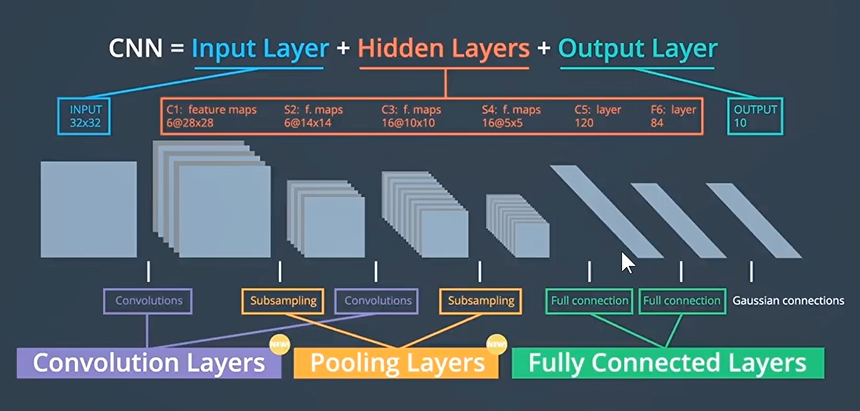 CNN = Input Layer + Hidden Layers + Output Layer
INPUT
32x32
C1: feature maps
6@28x28
S2: f. maps
6@14x14
C3: f. maps
16@10x10
S4: f. maps
16@5x5
C5: layer
120
F6: layer
84
OUTPUT
10
Convolutions
Subsampling
Convolutions
Subsampling
Full connection
Full connection
Gaussian connections
Convolution Layers
NEW!
Pooling Layers
NEW!
Fully Connected Layers